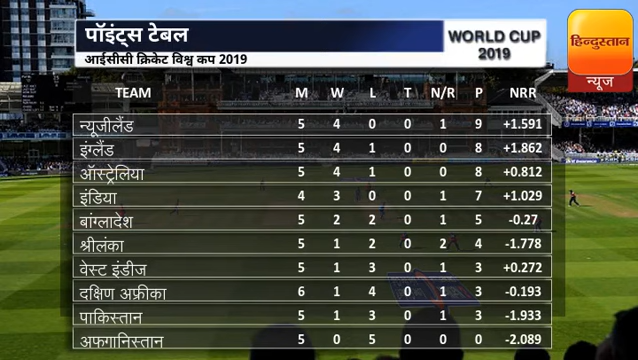 पॉइंट्स टेबल
आईसीसी क्रिकेट विश्व कप 2019
WORLD CUP
2019
हिन्दुस्तान
न्यूज
TEAM M W L T N/R P NRR
न्यूजीलैंड 5 4 0 0 1 9 +1.591
इंग्लैंड 5 4 1 0 0 8 +1.862
ऑस्ट्रेलिया 5 4 1 0 0 8 +0.812
इंडिया 4 3 0 0 1 7 +1.029
बांग्लादेश 5 2 2 0 1 5 -0.27
श्रीलंका 5 1 2 0 2 4 -1.778
वेस्ट इंडीज 5 1 3 0 1 3 +0.272
दक्षिण अफ्रीका 6 1 4 0 1 3 -0.193
पाकिस्तान 5 1 3 0 1 3 -1.933
अफगानिस्तान 5 0 5 0 0 0 -2.089